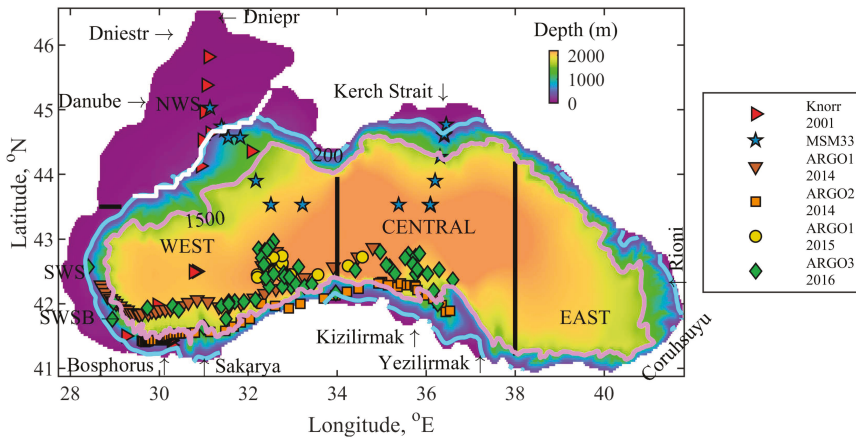 ← Dniepr
Dniestr →
46
Depth (m)
2000
1000
0
Danube →
NWS
Kerch Strait ↓
45
200
44
1500
WEST
CENTRAL
43
SWS
42
SWSB
EAST
← Rioni
Kizilirmak ↑
Yezilirmak ↑
Coruhsuyu
41
Bosphorus ↑
↑ Sakarya
28
30
32
34
36
38
40
Longitude, °E
Latitude, °N
Knorr
2001
MSM33
ARGO1
2014
ARGO2
2014
ARGO1
2015
ARGO3
2016